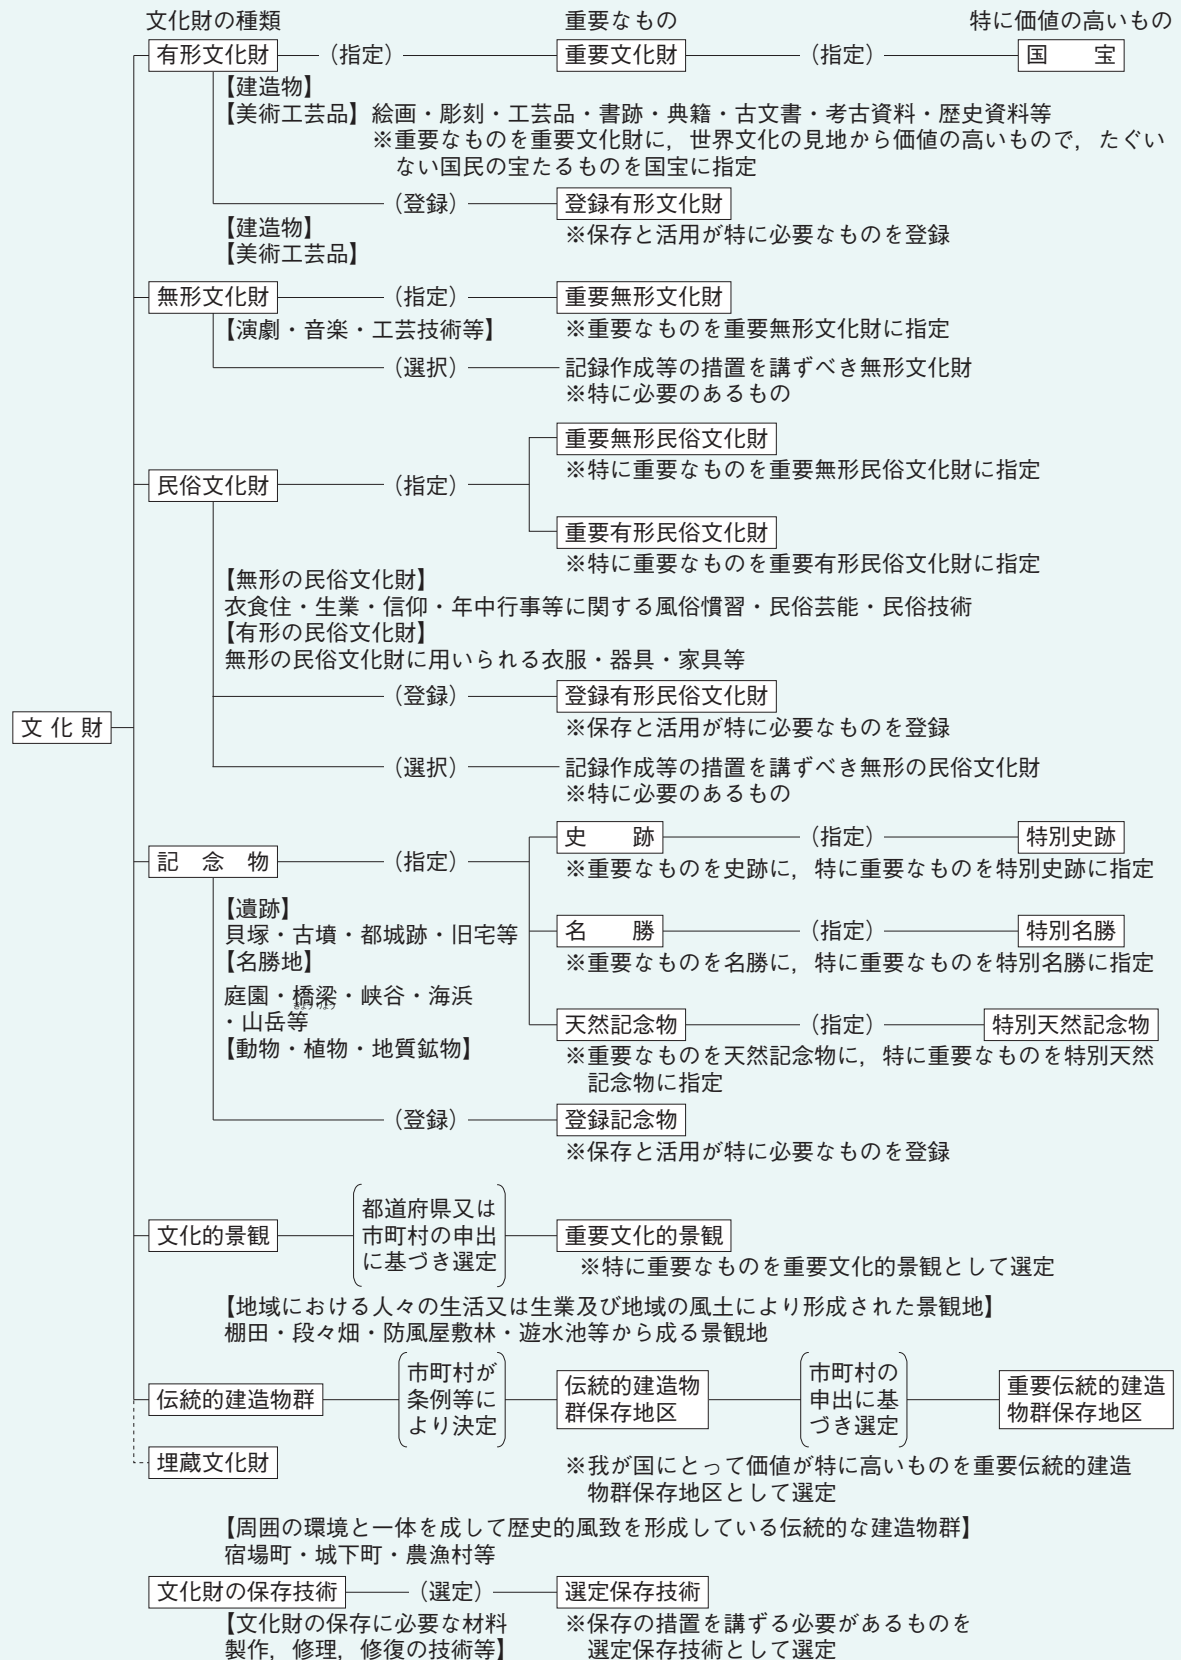 文化財の種類　重要なもの　特に価値の高いもの
有形文化財　（指定）　重要文化財　（指定）　国　宝
【建造物】
【美術工芸品】絵画・彫刻・工芸品・書跡・典籍・古文書・考古資料・歴史資料等
※重要なものを重要文化財に，世界文化の見地から価値の高いもので，たぐい
ない国民の宝たるものを国宝に指定
（登録）　登録有形文化財
【建造物】
※保存と活用が特に必要なものを登録
【美術工芸品】
無形文化財　（指定）　重要無形文化財
【演劇・音楽・工芸技術等】　※重要なものを重要無形文化財に指定
（選択）　記録作成等の措置を講ずべき無形文化財
※特に必要のあるもの
重要無形民俗文化財
※特に重要なものを重要無形民俗文化財に指定
民俗文化財　（指定）
重要有形民俗文化財
※特に重要なものを重要有形民俗文化財に指定
【無形の民俗文化財】
衣食住・生業・信仰・年中行事等に関する風俗慣習・民俗芸能・民俗技術
【有形の民俗文化財】
無形の民俗文化財に用いられる衣服・器具・家具等
（登録）　登録有形民俗文化財
文化財
※保存と活用が特に必要なものを登録
（選択）　記録作成等の措置を講ずべき無形の民俗文化財
※特に必要のあるもの
史　跡　（指定）　特別史跡
記念物　（指定）
※重要なものを史跡に，特に重要なものを特別史跡に指定
【遺跡】
貝塚・古墳・都城跡・旧宅等
名　勝　（指定）　特別名勝
【名勝地】
※重要なものを名勝に，特に重要なものを特別名勝に指定
庭園・橋梁・峡谷・海浜
きょうりょう
・山岳等
天然記念物　（指定）　特別天然記念物
【動物・植物・地質鉱物】
※重要なものを天然記念物に，特に重要なものを特別天然
記念物に指定
（登録）　登録記念物
※保存と活用が特に必要なものを登録
都道府県又は
文化的景観　市町村の申出　重要文化的景観
に基づき選定
※特に重要なものを重要文化的景観として選定
【地域における人々の生活又は生業及び地域の風土により形成された景観地】
棚田・段々畑・防風屋敷林・遊水池等から成る景観地
市町村が　市町村の
伝統的建造物群　条例等に　伝統的建造物　申出に基　重要伝統的建造
により決定　群保存地区　づき選定　物群保存地区
埋蔵文化財
※我が国にとって価値が特に高いものを重要伝統的建造
物群保存地区として選定
【周囲の環境と一体を成して歴史的風致を形成している伝統的な建造物群】
宿場町・城下町・農漁村等
文化財の保存技術　（選定）　選定保存技術
【文化財の保存に必要な材料　※保存の措置を講ずる必要があるものを
製作，修理，修復の技術等】　選定保存技術として選定